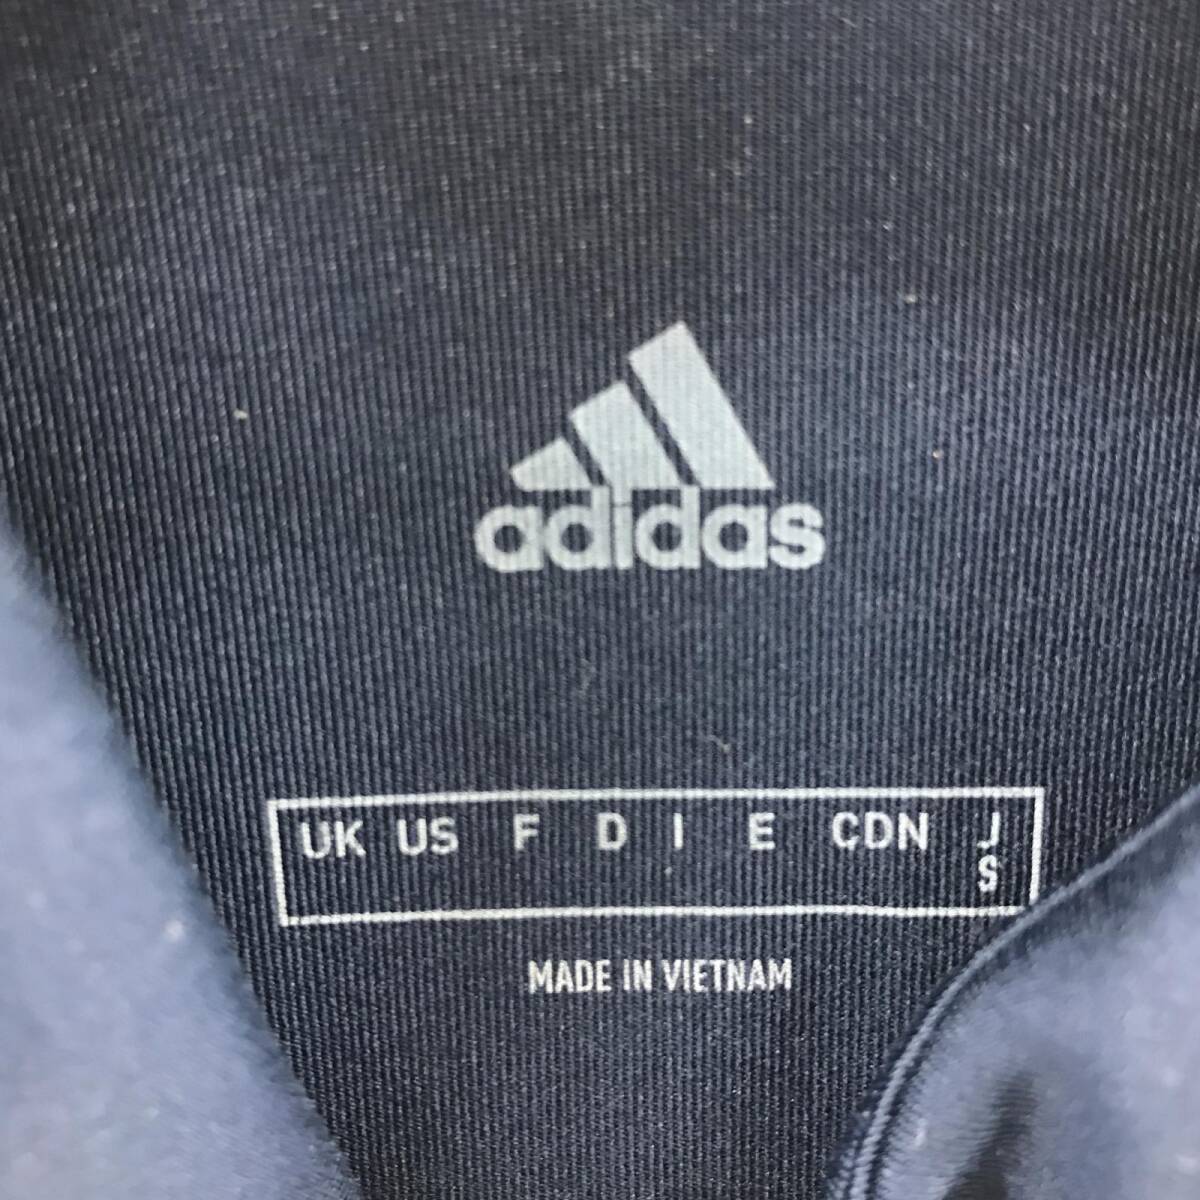 adidas
UK US F D I E CDN J
S
MADE IN VIETNAM